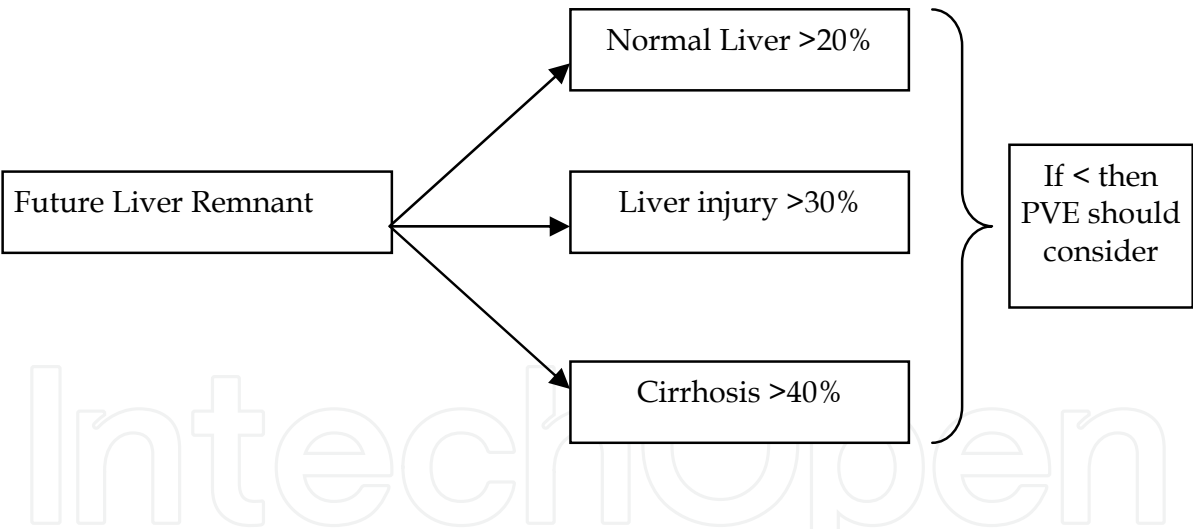 Normal Liver >20%
Future Liver Remnant
Liver injury >30%
Cirrhosis >40%
If < then
PVE should
consider
IntechOpen